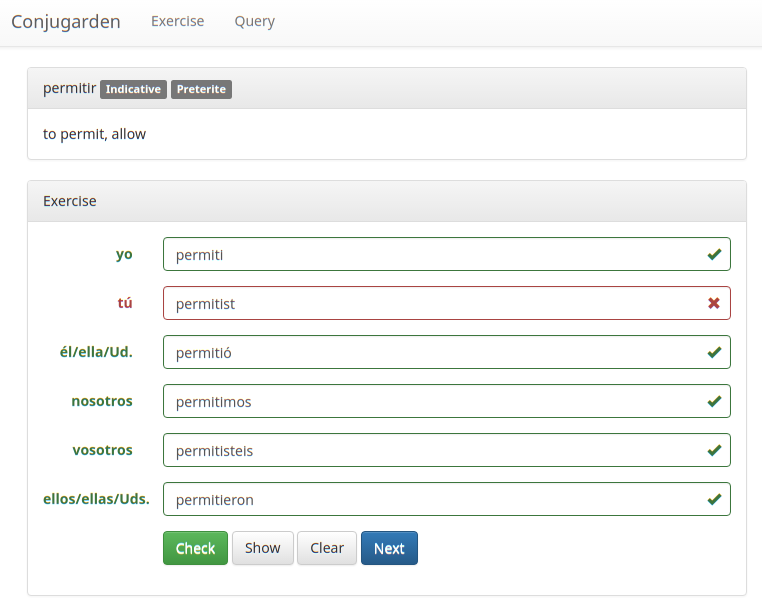 Conjugarden Exercise Query
permitir Indicative Preterite
to permit, allow
Exercise
yo permiti
tú permitist
él/ella/Ud. permitió
nosotros permitimos
vosotros permitisteis
ellos/ellas/Uds. permitieron
Check Show Clear Next